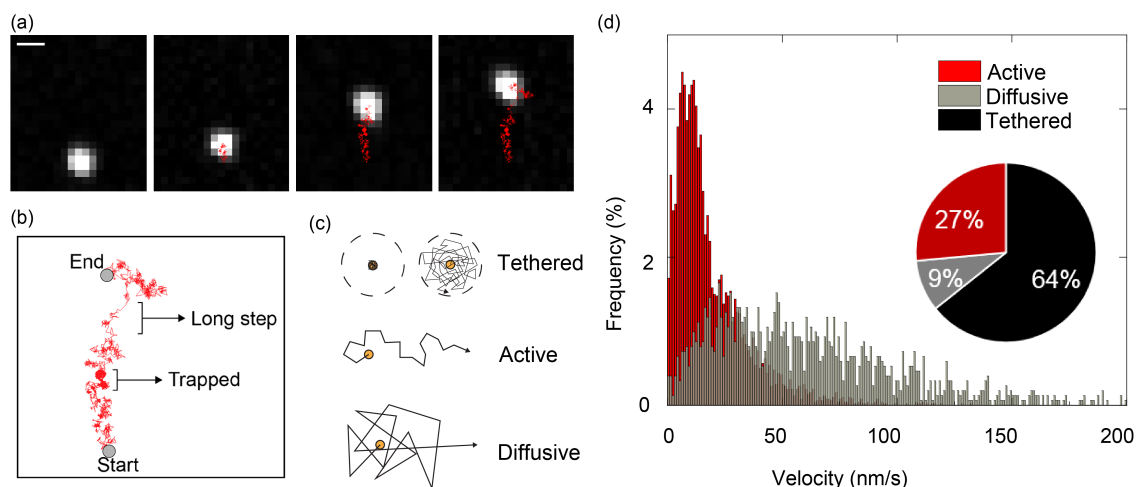 (a)
(b)
End
Long step
Trapped
Start
(c)
Tethered
Active
Diffusive
(d)
Frequency (%)
4
2
0
0 50 100 150 200
Velocity (nm/s)
Active
Diffusive
Tethered
27%
9%
64%